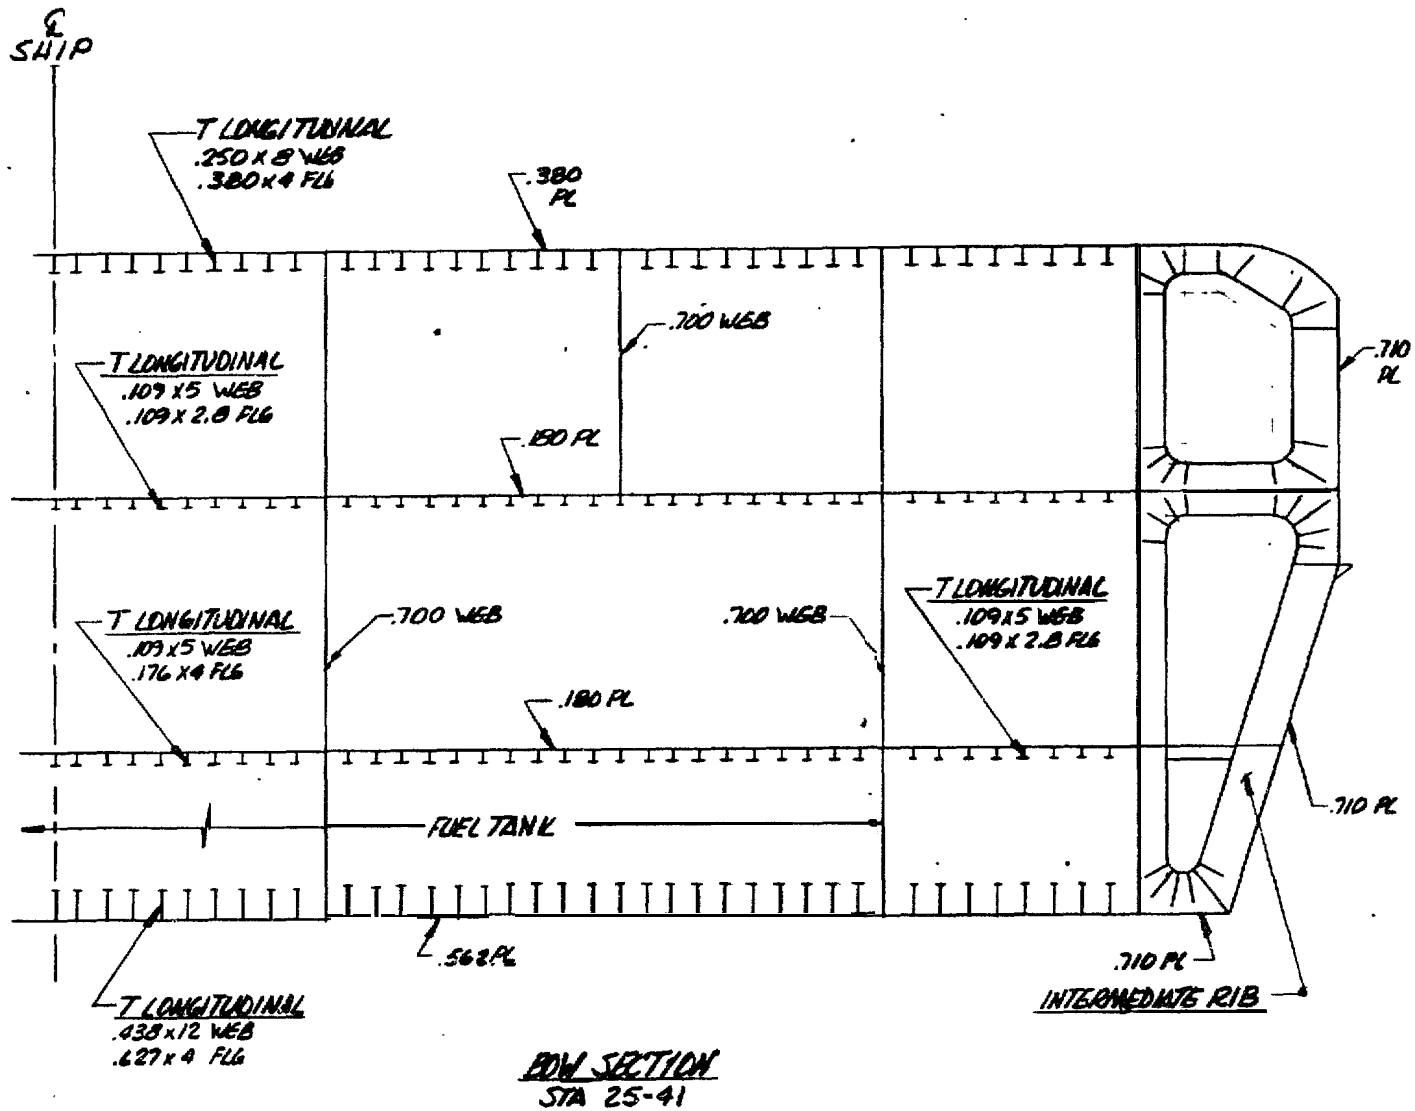 ℄
SHIP
T LONGITUDINAL
.250 X 8 WEB
.380 X 4 FLG
.380
PL
.700 WEB
T LONGITUDINAL
.109 X 5 WEB
.109 X 2.8 FLG
.710
PL
.180 PL
T LONGITUDINAL
.109 X 5 WEB
.176 X 4 FLG
.700 WEB
.700 WEB
T LONGITUDINAL
.109 X 5 WEB
.109 X 2.8 FLG
.180 PL
.710 PL
FUEL TANK
.562 PL
.710 PL
T LONGITUDINAL
.438 X 12 WEB
.627 X 4 FLG
INTERMEDIATE RIB
BOW SECTION
STA 25-41